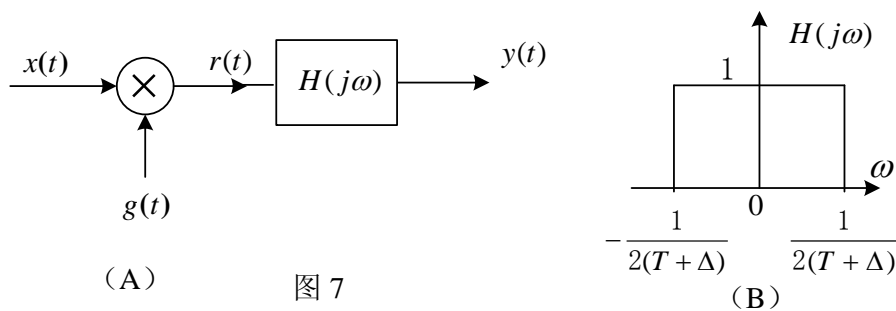 x(t)
r(t)
H(jω)
y(t)
g(t)
（A）
图 7
H(jω)
1
ω
0
-1/2(T+Δ)
1/2(T+Δ)
（B）